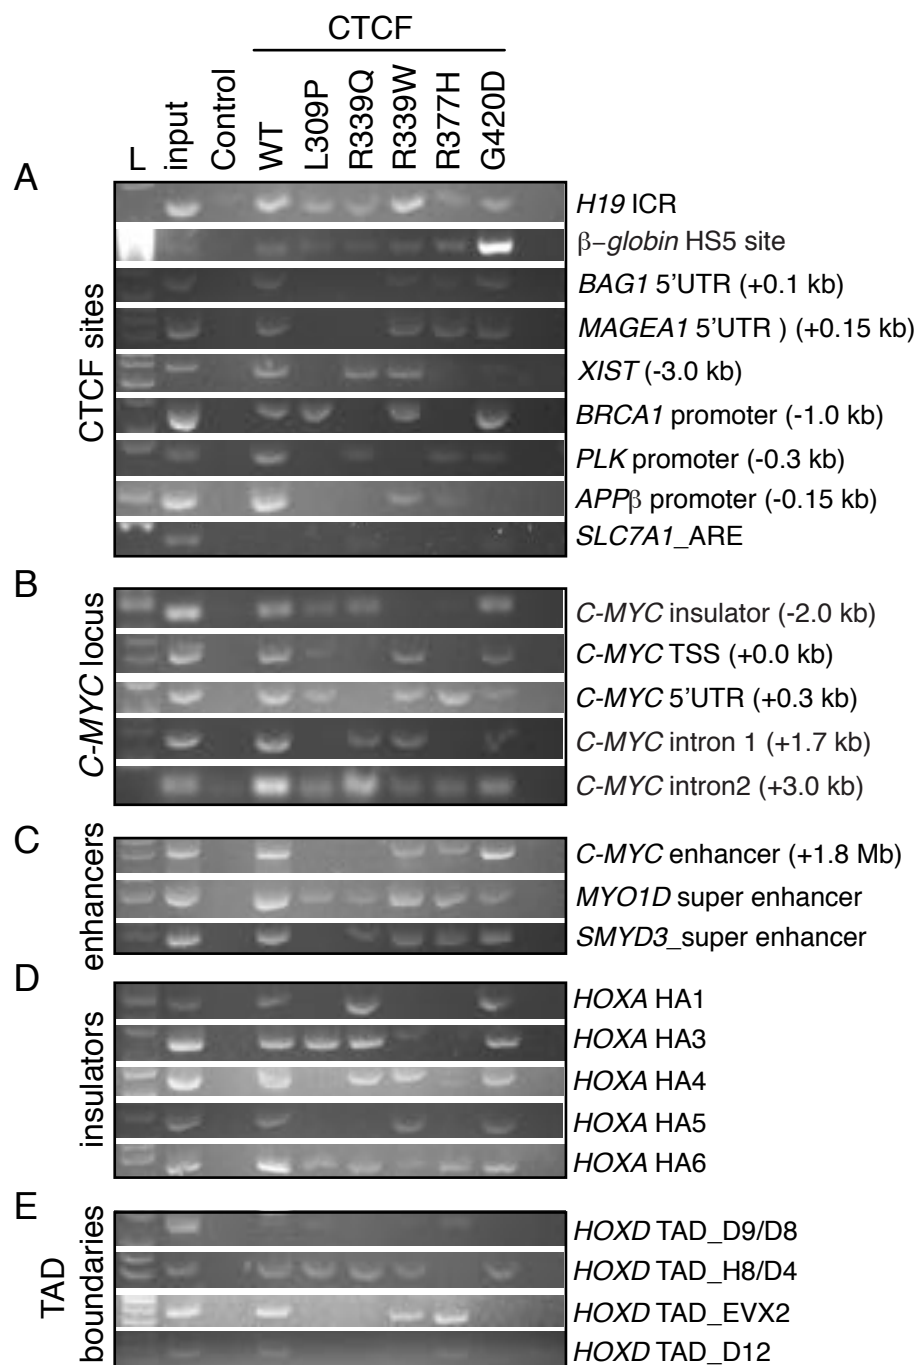 CTCF
L input Control WT L309P R339Q R339W R377H G420D
A
CTCF sites
H19 ICR
β–globin HS5 site
BAG1 5’UTR (+0.1 kb)
MAGEA1 5’UTR ) (+0.15 kb)
XIST (-3.0 kb)
BRCA1 promoter (-1.0 kb)
PLK promoter (-0.3 kb)
APPβ promoter (-0.15 kb)
SLC7A1_ARE
B
C-MYC locus
C-MYC insulator (-2.0 kb)
C-MYC TSS (+0.0 kb)
C-MYC 5’UTR (+0.3 kb)
C-MYC intron 1 (+1.7 kb)
C-MYC intron2 (+3.0 kb)
C
enhancers
C-MYC enhancer (+1.8 Mb)
MYO1D super enhancer
SMYD3_super enhancer
D
insulators
HOXA HA1
HOXA HA3
HOXA HA4
HOXA HA5
HOXA HA6
E
TAD
boundaries
HOXD TAD_D9/D8
HOXD TAD_H8/D4
HOXD TAD_EVX2
HOXD TAD_D12